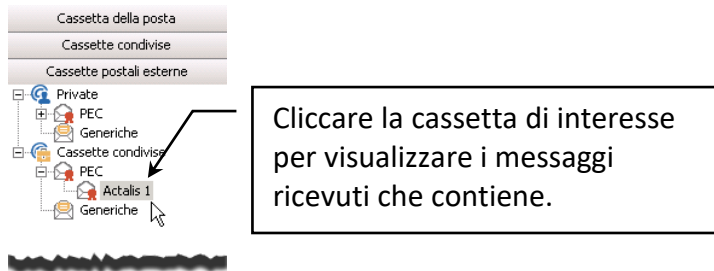 Cassetta della posta
Cassette condivise
Cassette postali esterne
Private
PEC
Generiche
Cassette condivise
PEC
Actalis 1
Generiche
Cliccare la cassetta di interesse
per visualizzare i messaggi
ricevuti che contiene.